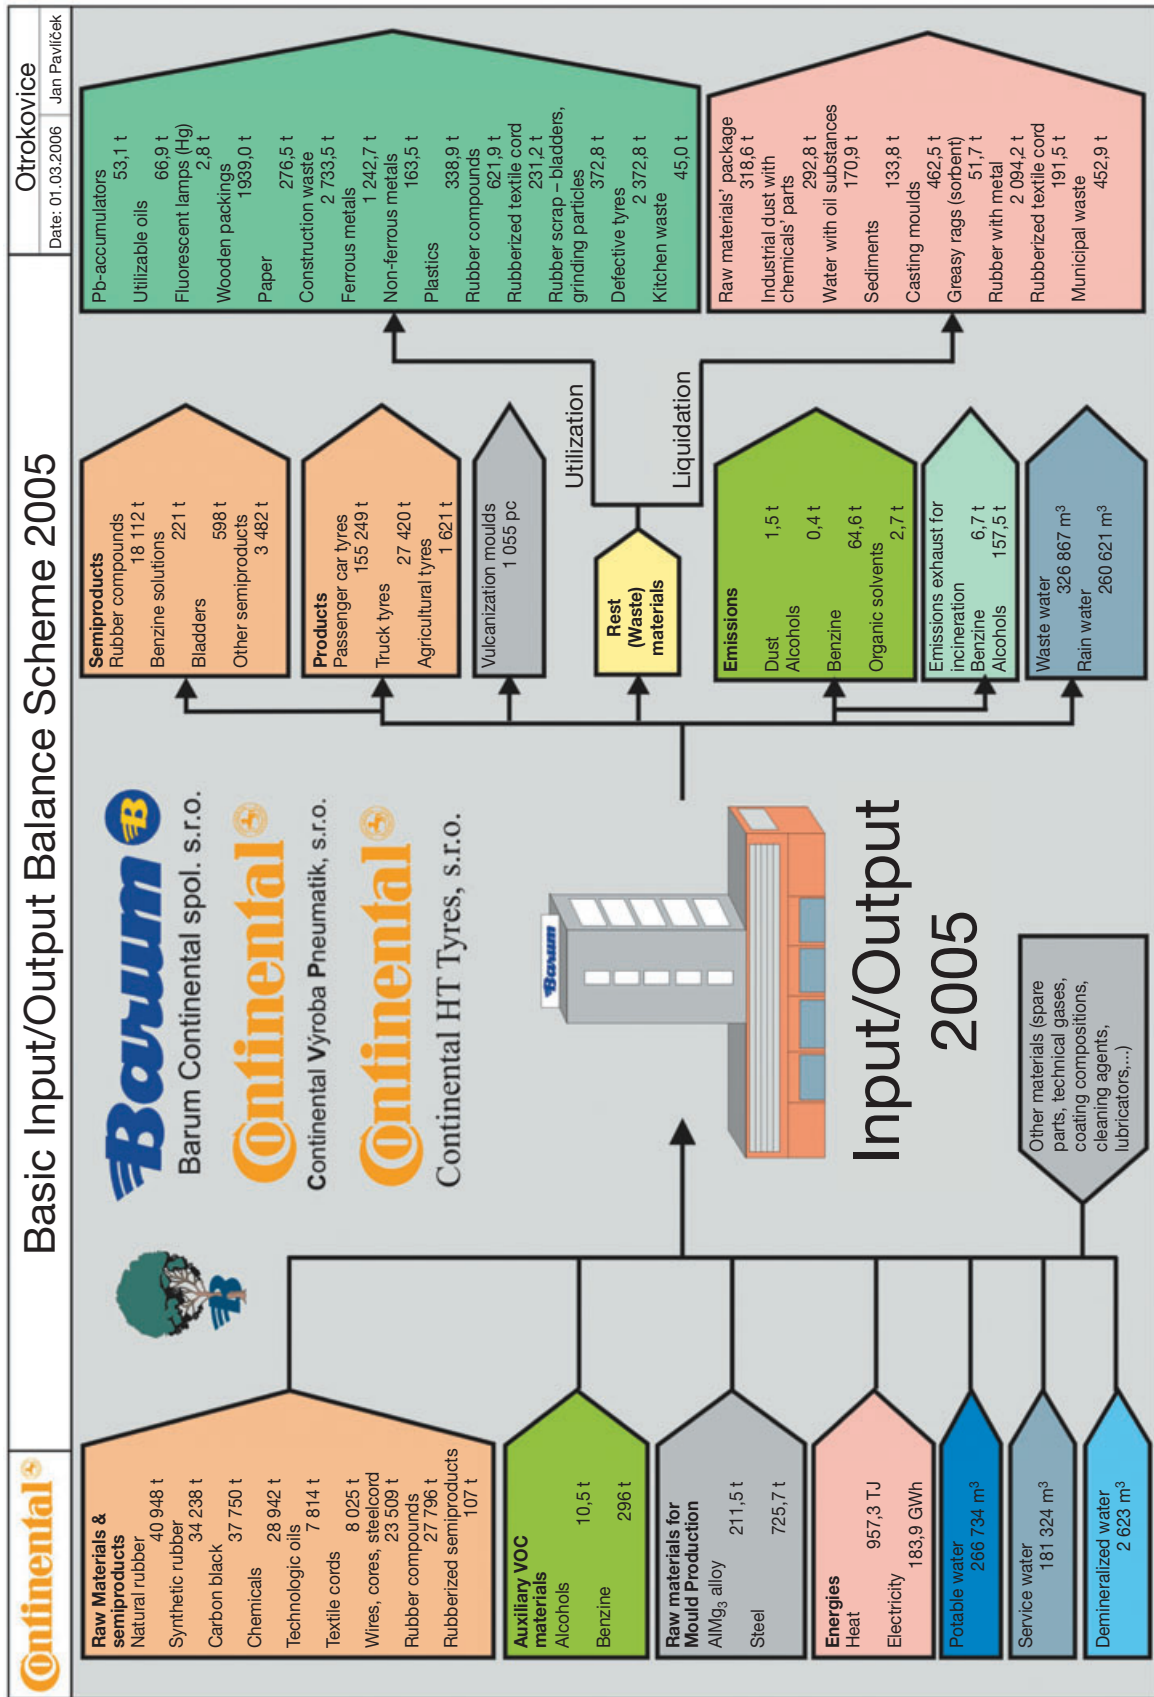 Continental
Basic Input/Output Balance Scheme 2005
Otrokovice
Date: 01.03.2006
Jan Pavlíček
Raw Materials &
semiproducts
Natural rubber
40 948 t
Synthetic rubber
34 238 t
Carbon black
37 750 t
Chemicals
28 942 t
Technologic oils
7 814 t
Textile cords
8 025 t
Wires, cores, steelcord
23 509 t
Rubber compounds
27 796 t
Rubberized semiproducts
107 t
Auxiliary VOC
materials
Alcohols
10,5 t
Benzine
296 t
Raw materials for
Mould Production
AlMg3 alloy
211,5 t
Steel
725,7 t
Energies
Heat
957,3 TJ
Electricity
183,9 GWh
Potable water
266 734 m³
Service water
181 324 m³
Demineralized water
2 623 m³
B
Barum B
Barum Continental spol. s.r.o.
Continental
Continental Výroba Pneumatik, s.r.o.
Continental
Continental HT Tyres, s.r.o.
Barum
Input/Output
2005
Other materials (spare
parts, technical gases,
coating compositions,
cleaning agents,
lubricators,...)
Semiproducts
Rubber compounds
18 112 t
Benzine solutions
221 t
Bladders
598 t
Other semiproducts
3 482 t
Products
Passenger car tyres
155 249 t
Truck tyres
27 420 t
Agricultural tyres
1 621 t
Vulcanization moulds
1 055 pc
Rest
(Waste)
materials
Utilization
Liquidation
Emissions
Dust 1,5 t
Alcohols
0,4 t
Benzine
64,6 t
Organic solvents
2,7 t
Emissions exhaust for
incineration
Benzine 6,7 t
Alcohols 157,5 t
Waste water
326 867 m³
Rain water
260 621 m³
Pb-accumulators
53,1 t
Utilizable oils
66,9 t
Fluorescent lamps (Hg)
2,8 t
Wooden packings
1939,0 t
Paper
276,5 t
Construction waste
2 733,5 t
Ferrous metals
1 242,7 t
Non-ferrous metals
163,5 t
Plastics
338,9 t
Rubber compounds
621,9 t
Rubberized textile cord
231,2 t
Rubber scrap – bladders,
grinding particles
372,8 t
Defective tyres
2 372,8 t
Kitchen waste
45,0 t
Raw materials' package
318,6 t
Industrial dust with
chemicals' parts
292,8 t
Water with oil substances
170,9 t
Sediments
133,8 t
Casting moulds
462,5 t
Greasy rags (sorbent)
51,7 t
Rubber with metal
2 094,2 t
Rubberized textile cord
191,5 t
Municipal waste
452,9 t